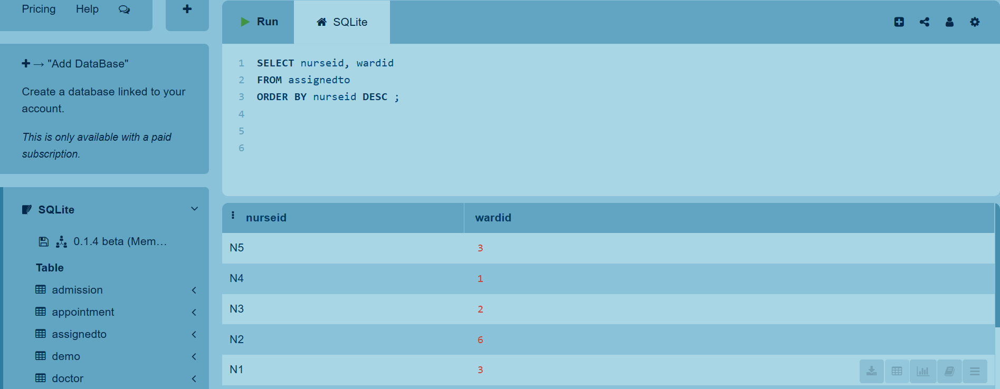 Pricing Help
Run
SQLite
→ "Add DataBase"
Create a database linked to your
account.
This is only available with a paid
subscription.
SQLite
0.1.4 beta (Mem…
Table
admission
appointment
assignedto
demo
doctor
1 SELECT nurseid, wardid
2 FROM assignedto
3 ORDER BY nurseid DESC ;
4
5
6
nurseid wardid
N5 3
N4 1
N3 2
N2 6
N1 3